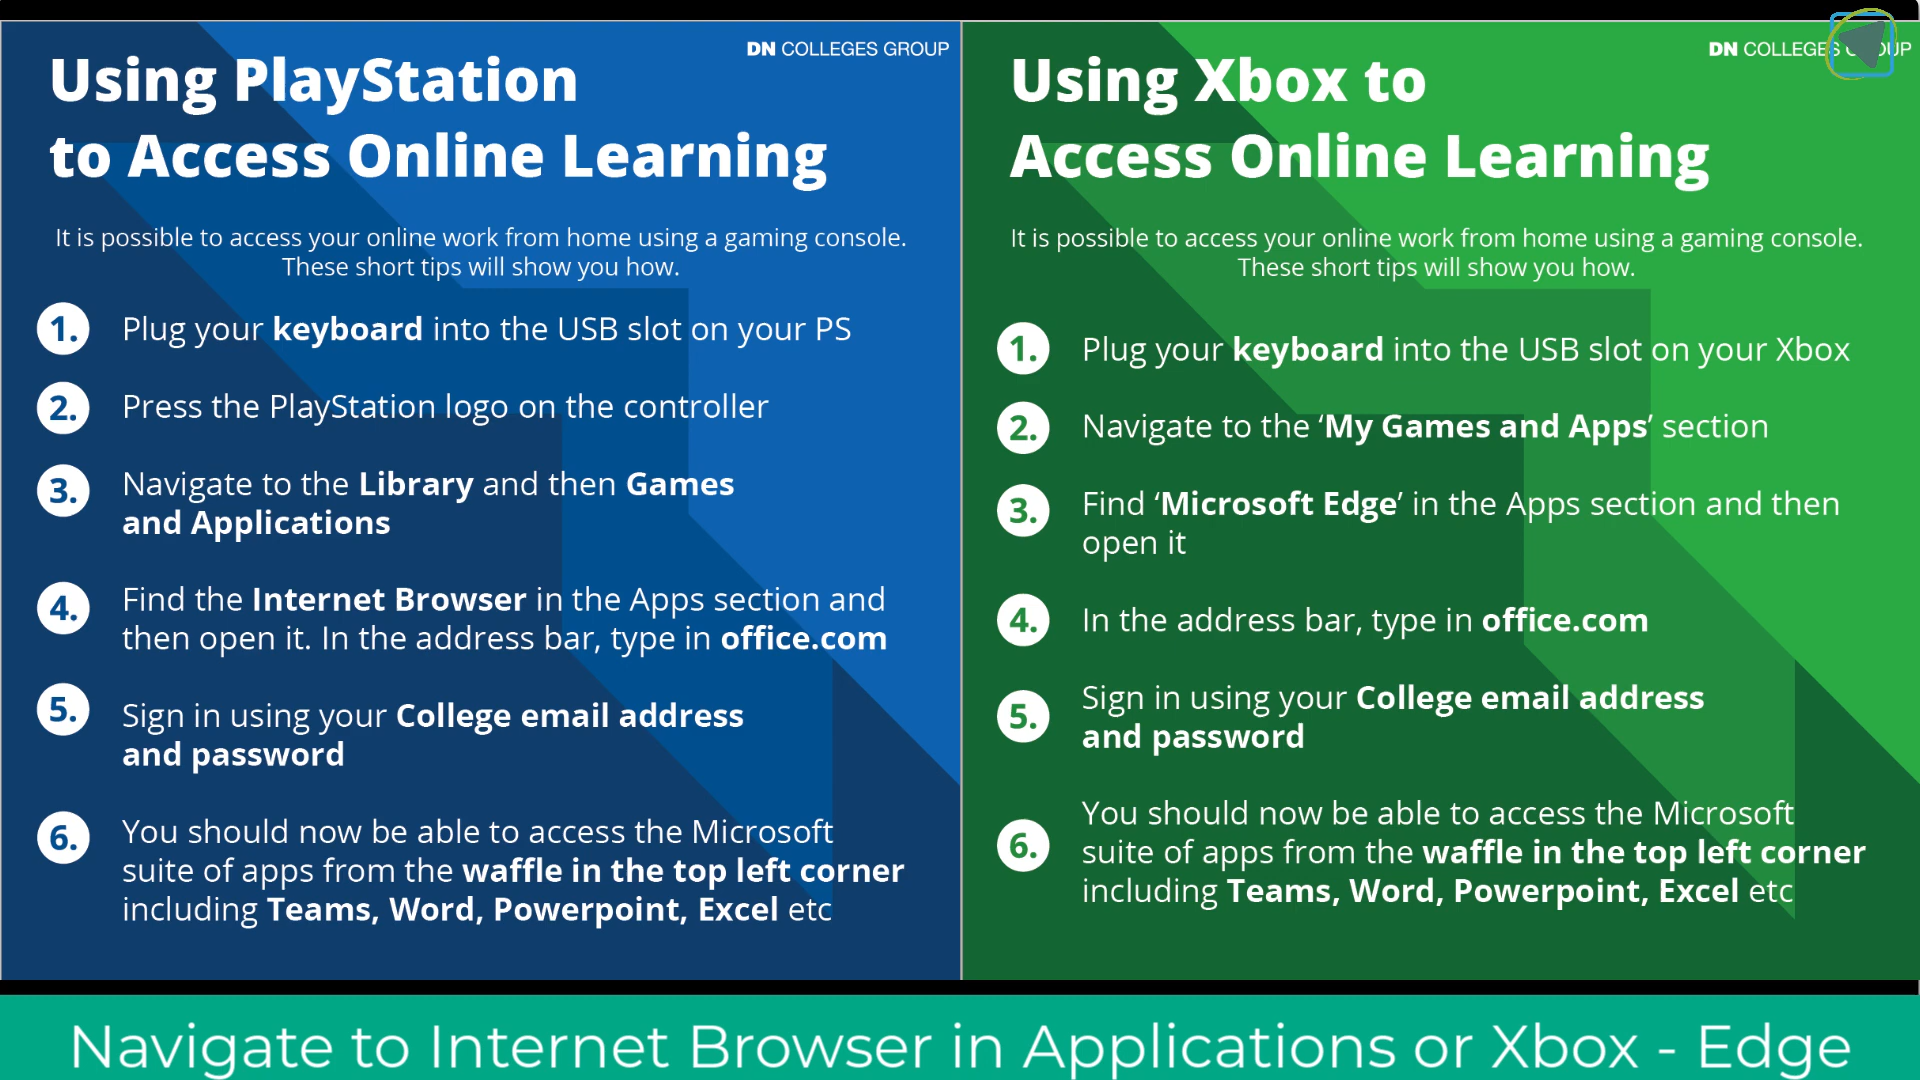 DN COLLEGES GROUP
Using PlayStation
to Access Online Learning
It is possible to access your online work from home using a gaming console.
These short tips will show you how.
1. Plug your keyboard into the USB slot on your PS
2. Press the PlayStation logo on the controller
3. Navigate to the Library and then Games
and Applications
4. Find the Internet Browser in the Apps section and
then open it. In the address bar, type in office.com
5. Sign in using your College email address
and password
6. You should now be able to access the Microsoft
suite of apps from the waffle in the top left corner
including Teams, Word, Powerpoint, Excel etc
DN COLLEGES
Using Xbox to
Access Online Learning
It is possible to access your online work from home using a gaming console.
These short tips will show you how.
1. Plug your keyboard into the USB slot on your Xbox
2. Navigate to the ‘My Games and Apps’ section
3. Find ‘Microsoft Edge’ in the Apps section and then
open it
4. In the address bar, type in office.com
5. Sign in using your College email address
and password
6. You should now be able to access the Microsoft
suite of apps from the waffle in the top left corner
including Teams, Word, Powerpoint, Excel etc
Navigate to Internet Browser in Applications or Xbox - Edge